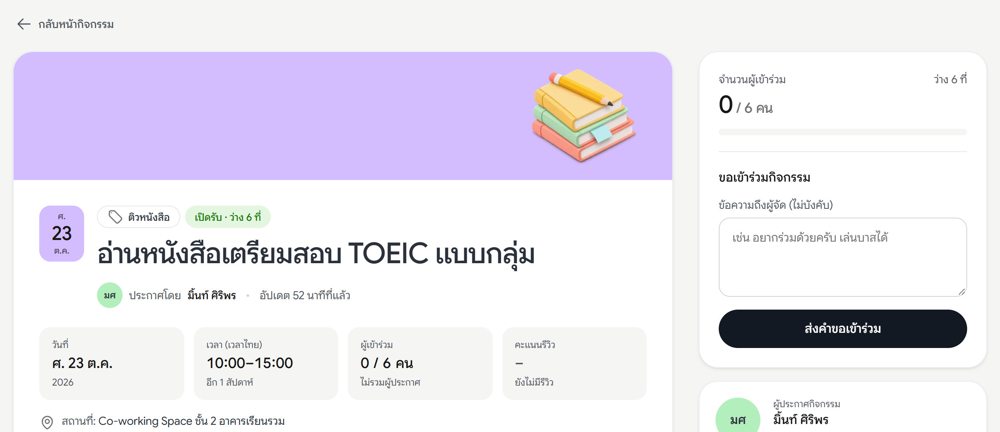 กลับหน้ากิจกรรม
ศ.
23
ต.ค.
ติวหนังสือ
เปิดรับ · ว่าง 6 ที่
อ่านหนังสือเตรียมสอบ TOEIC แบบกลุ่ม
มศ ประกาศโดย มิ้นท์ ศิริพร • อัปเดต 52 นาทีที่แล้ว
วันที่
ศ. 23 ต.ค.
2026
เวลา (เวลาไทย)
10:00–15:00
อีก 1 สัปดาห์
ผู้เข้าร่วม
0 / 6 คน
ไม่รวมผู้ประกาศ
คะแนนรีวิว
–
ยังไม่มีรีวิว
สถานที่: Co-working Space ชั้น 2 อาคารเรียนรวม
จำนวนผู้เข้าร่วม ว่าง 6 ที่
0 / 6 คน
ขอเข้าร่วมกิจกรรม
ข้อความถึงผู้จัด (ไม่บังคับ)
เช่น อยากร่วมด้วยครับ เล่นบาสได้
ส่งคำขอเข้าร่วม
มศ
ผู้ประกาศกิจกรรม
มิ้นท์ ศิริพร